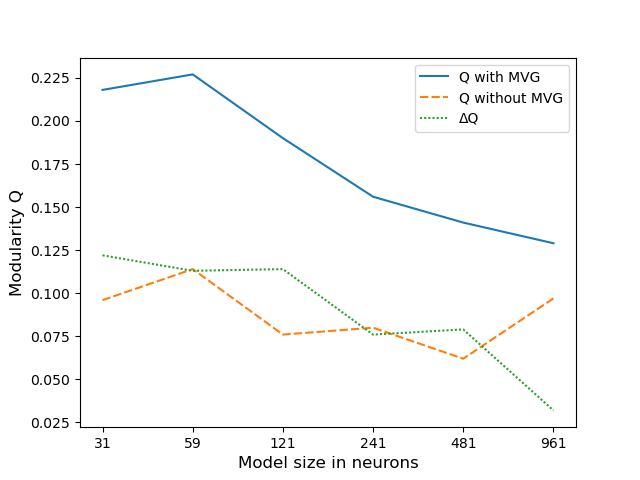 Q with MVG
Q without MVG
ΔQ
Modularity Q
0.225
0.200
0.175
0.150
0.125
0.100
0.075
0.050
0.025
31 59 121 241 481 961
Model size in neurons